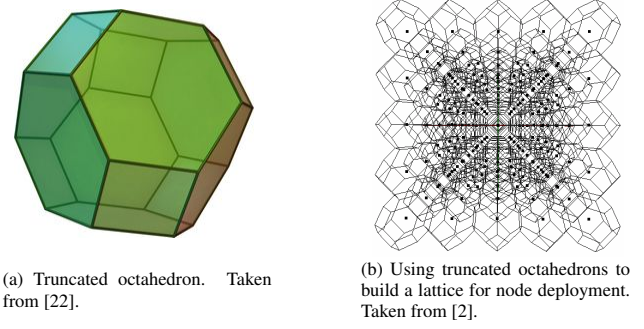 (a) Truncated octahedron. Taken
from [22].
(b) Using truncated octahedrons to
build a lattice for node deployment.
Taken from [2].